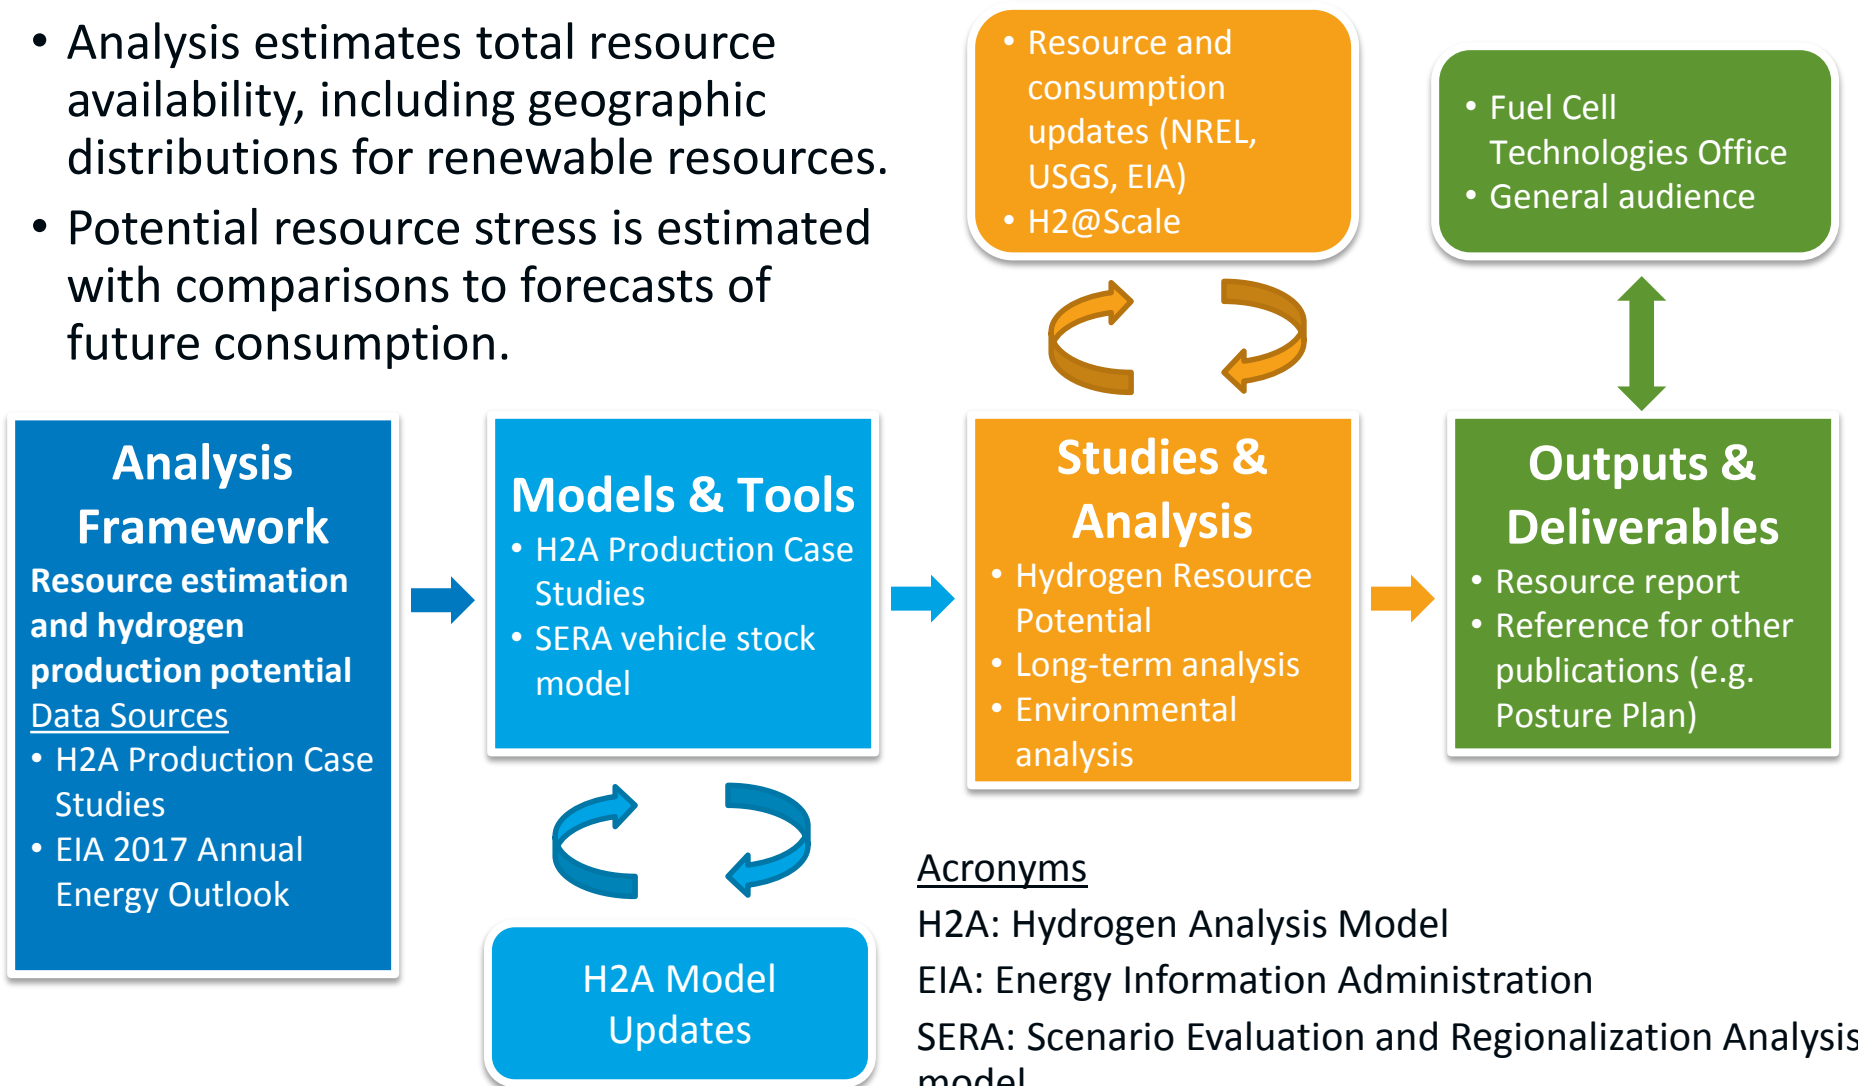 • Analysis estimates total resource
availability, including geographic
distributions for renewable resources.
• Potential resource stress is estimated
with comparisons to forecasts of
future consumption.
• Resource and
consumption
updates (NREL,
USGS, EIA)
• H2@Scale
• Fuel Cell
Technologies Office
• General audience
Analysis
Framework
Resource estimation
and hydrogen
production potential
Data Sources
• H2A Production Case
Studies
• EIA 2017 Annual
Energy Outlook
Models & Tools
• H2A Production Case
Studies
• SERA vehicle stock
model
Studies &
Analysis
• Hydrogen Resource
Potential
• Long-term analysis
• Environmental
analysis
Outputs &
Deliverables
• Resource report
• Reference for other
publications (e.g.
Posture Plan)
H2A Model
Updates
Acronyms
H2A: Hydrogen Analysis Model
EIA: Energy Information Administration
SERA: Scenario Evaluation and Regionalization Analysis
model